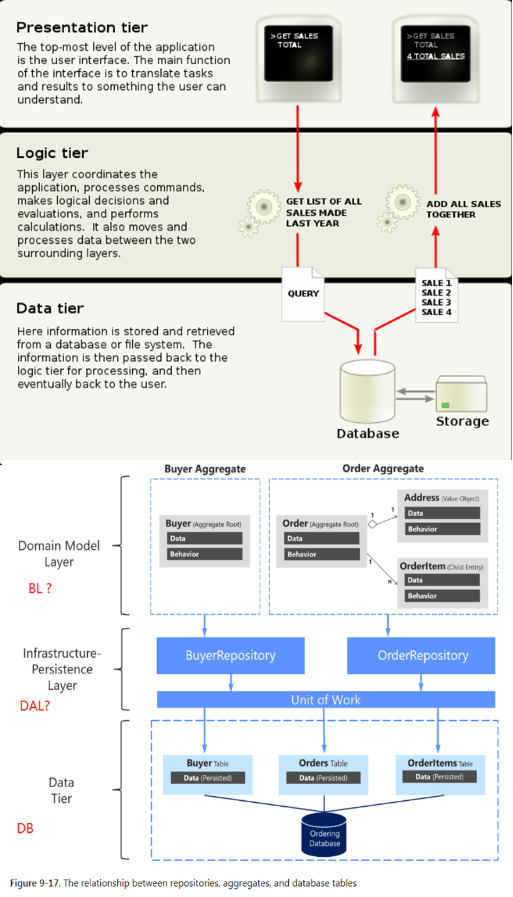 Presentation tier
The top-most level of the application
is the user interface. The main function
of the interface is to translate tasks
and results to something the user can
understand.
>GET SALES
TOTAL
>GET SALES
TOTAL
4 TOTAL SALES
Logic tier
This layer coordinates the
application, processes commands,
makes logical decisions and
evaluations, and performs
calculations. It also moves and
processes data between the two
surrounding layers.
GET LIST OF ALL
SALES MADE
LAST YEAR
ADD ALL SALES
TOGETHER
Data tier
Here information is stored and retrieved
from a database or file system. The
information is then passed back to the
logic tier for processing, and then
eventually back to the user.
QUERY
SALE 1
SALE 2
SALE 3
SALE 4
Database
Storage
Buyer Aggregate
Order Aggregate
Domain Model
Layer
BL ?
Buyer (Aggregate Root)
Data
Behavior
Order (Aggregate Root)
Data
Behavior
1
1
Address (Value-Object)
Data
Behavior
1
n
OrderItem (Child Entity)
Data
Behavior
Infrastructure-
Persistence
Layer
DAL?
BuyerRepository
OrderRepository
Unit of Work
Data
Tier
DB
Buyer Table
Data (Persisted)
Orders Table
Data (Persisted)
OrderItems Table
Data (Persisted)
Ordering
Database
Figure 9-17. The relationship between repositories, aggregates, and database tables